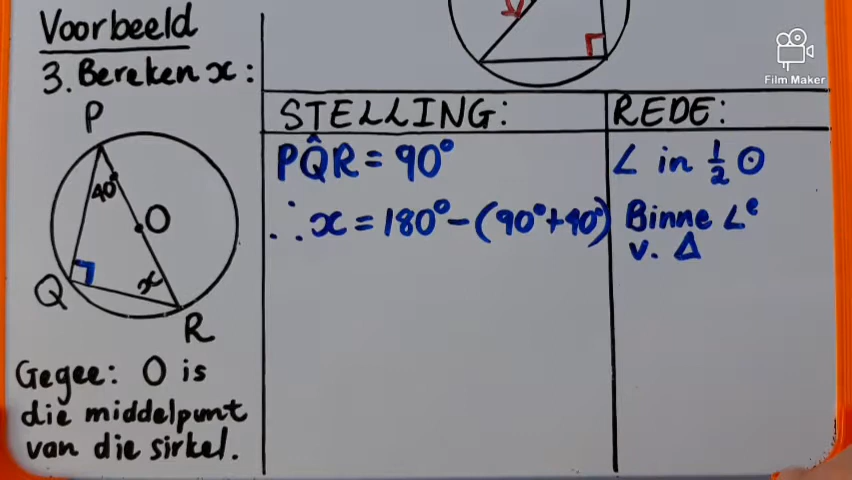 Voorbeeld
3. Bereken x:
P
40°
O
x
Q
R
Gegee: O is
die middelpunt
van die sirkel.
STELLING:
REDE:
PQ̂R = 90°
∠ in ½ ⊙
∴ x = 180° - (90° + 40°)
Binne ∠ᵉ
v. Δ
Film Maker